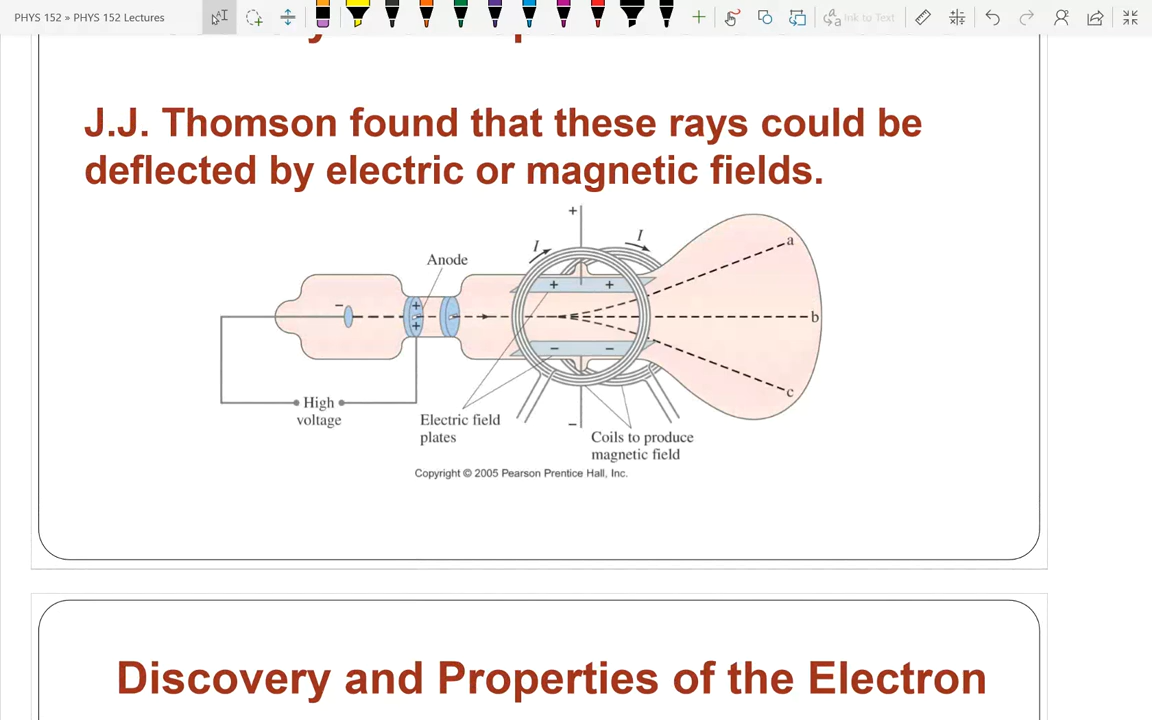 PHYS 152 » PHYS 152 Lectures
Ink to Text
J.J. Thomson found that these rays could be
deflected by electric or magnetic fields.
+
I
I
a
Anode
−
+
+
+
+
b
−
−
c
High
voltage
Electric field
plates
−
Coils to produce
magnetic field
Copyright © 2005 Pearson Prentice Hall, Inc.
Discovery and Properties of the Electron